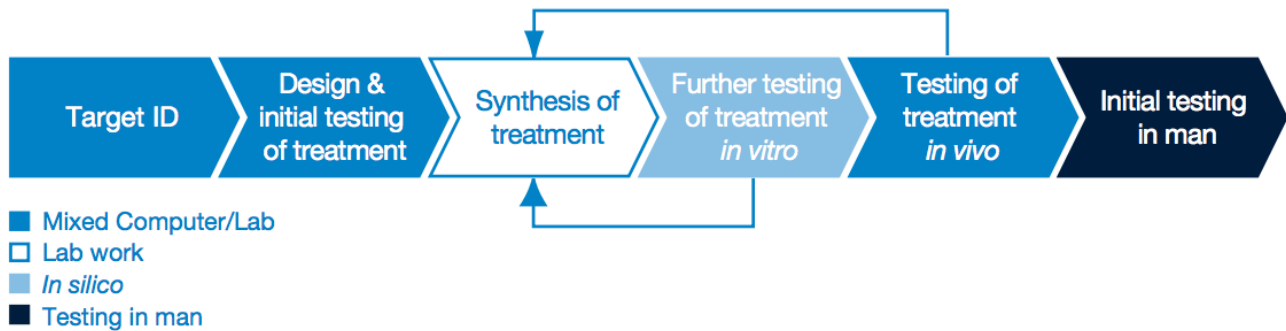 Target ID
Design &
initial testing
of treatment
Synthesis of
treatment
Further testing
of treatment
in vitro
Testing of
treatment
in vivo
Initial testing
in man
Mixed Computer/Lab
Lab work
In silico
Testing in man